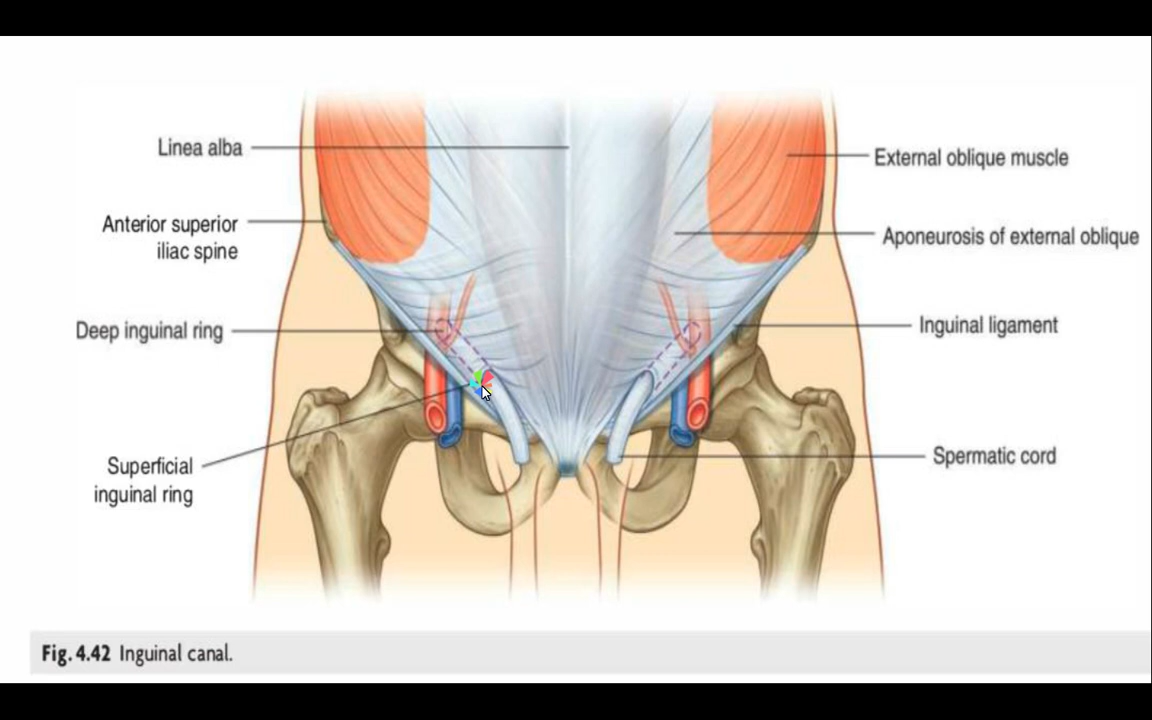 Linea alba
External oblique muscle
Anterior superior
iliac spine
Aponeurosis of external oblique
Deep inguinal ring
Inguinal ligament
Superficial
inguinal ring
Spermatic cord
Fig. 4.42 Inguinal canal.